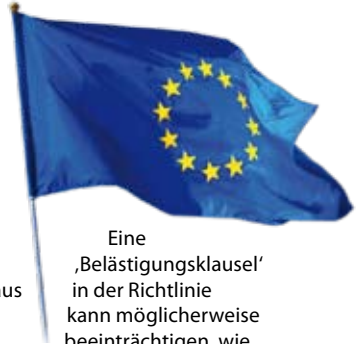 Eine
‚Belästigungsklausel‘
in der Richtlinie
kann möglicherweise
beeinträchtigen, wie